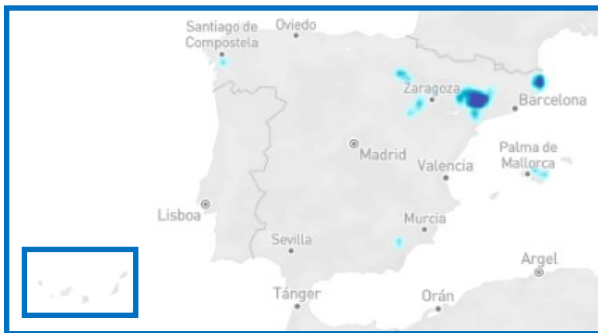 Santiago de
Compostela
Oviedo
Zaragoza
Barcelona
Madrid
Palma de
Mallorca
Valencia
Lisboa
Murcia
Sevilla
Argel
Tánger
Orán